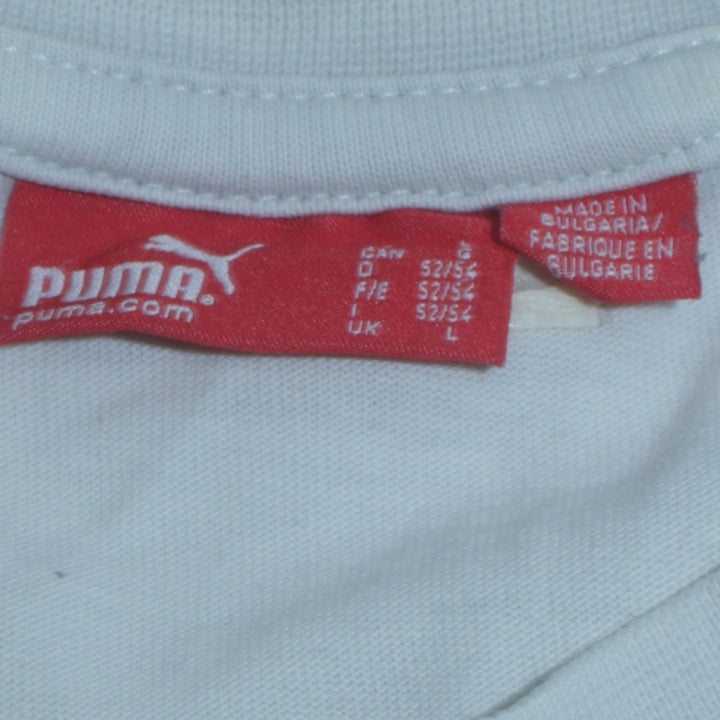 PUMA®
puma.com
CAN G
D 52/54
F/E 52/54
I 52/54
UK L
MADE IN
BULGARIA/
FABRIQUE EN
BULGARIE